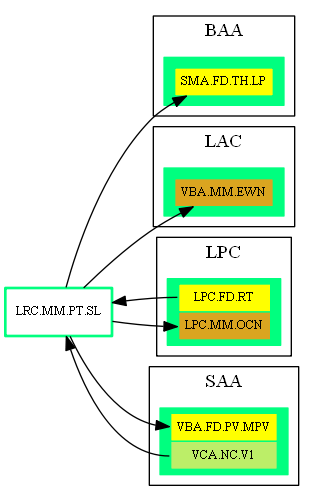 BAA
SMA.FD.TH.LP
LAC
VBA.MM.EWN
LPC
LPC.FD.RT
LRC.MM.PT.SL
LPC.MM.OCN
SAA
VBA.FD.PV.MPV
VCA.NC.V1